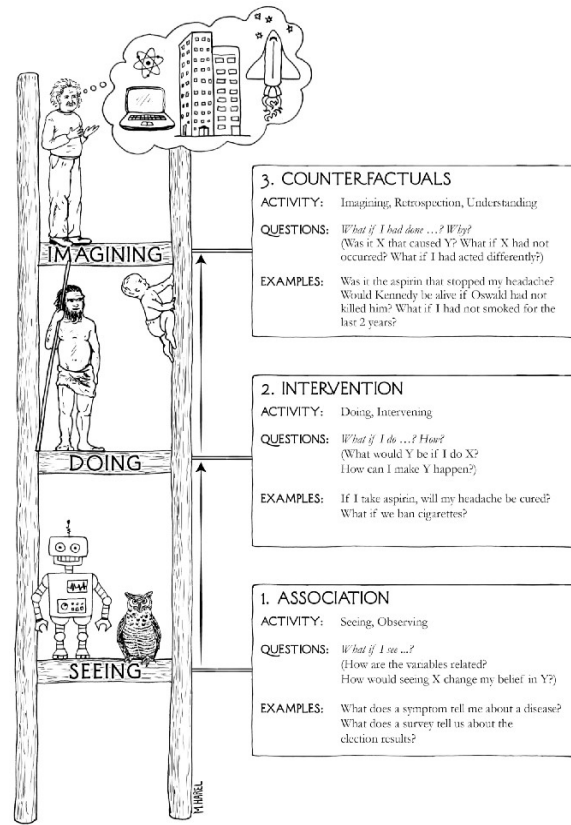 3. COUNTERFACTUALS
ACTIVITY: Imagining, Retrospection, Understanding
QUESTIONS: What if I had done ...? Why?
(Was it X that caused Y? What if X had not
occurred? What if I had acted differently?)
EXAMPLES: Was it the aspirin that stopped my headache?
Would Kennedy be alive if Oswald had not
killed him? What if I had not smoked for the
last 2 years?
IMAGINING
2. INTERVENTION
ACTIVITY: Doing, Intervening
QUESTIONS: What if I do ...? How?
(What would Y be if I do X?
How can I make Y happen?)
EXAMPLES: If I take aspirin, will my headache be cured?
What if we ban cigarettes?
DOING
1. ASSOCIATION
ACTIVITY: Seeing, Observing
QUESTIONS: What if I see ...?
(How are the variables related?
How would seeing X change my belief in Y?)
EXAMPLES: What does a symptom tell me about a disease?
What does a survey tell us about the
election results?
SEEING
M.HAREL